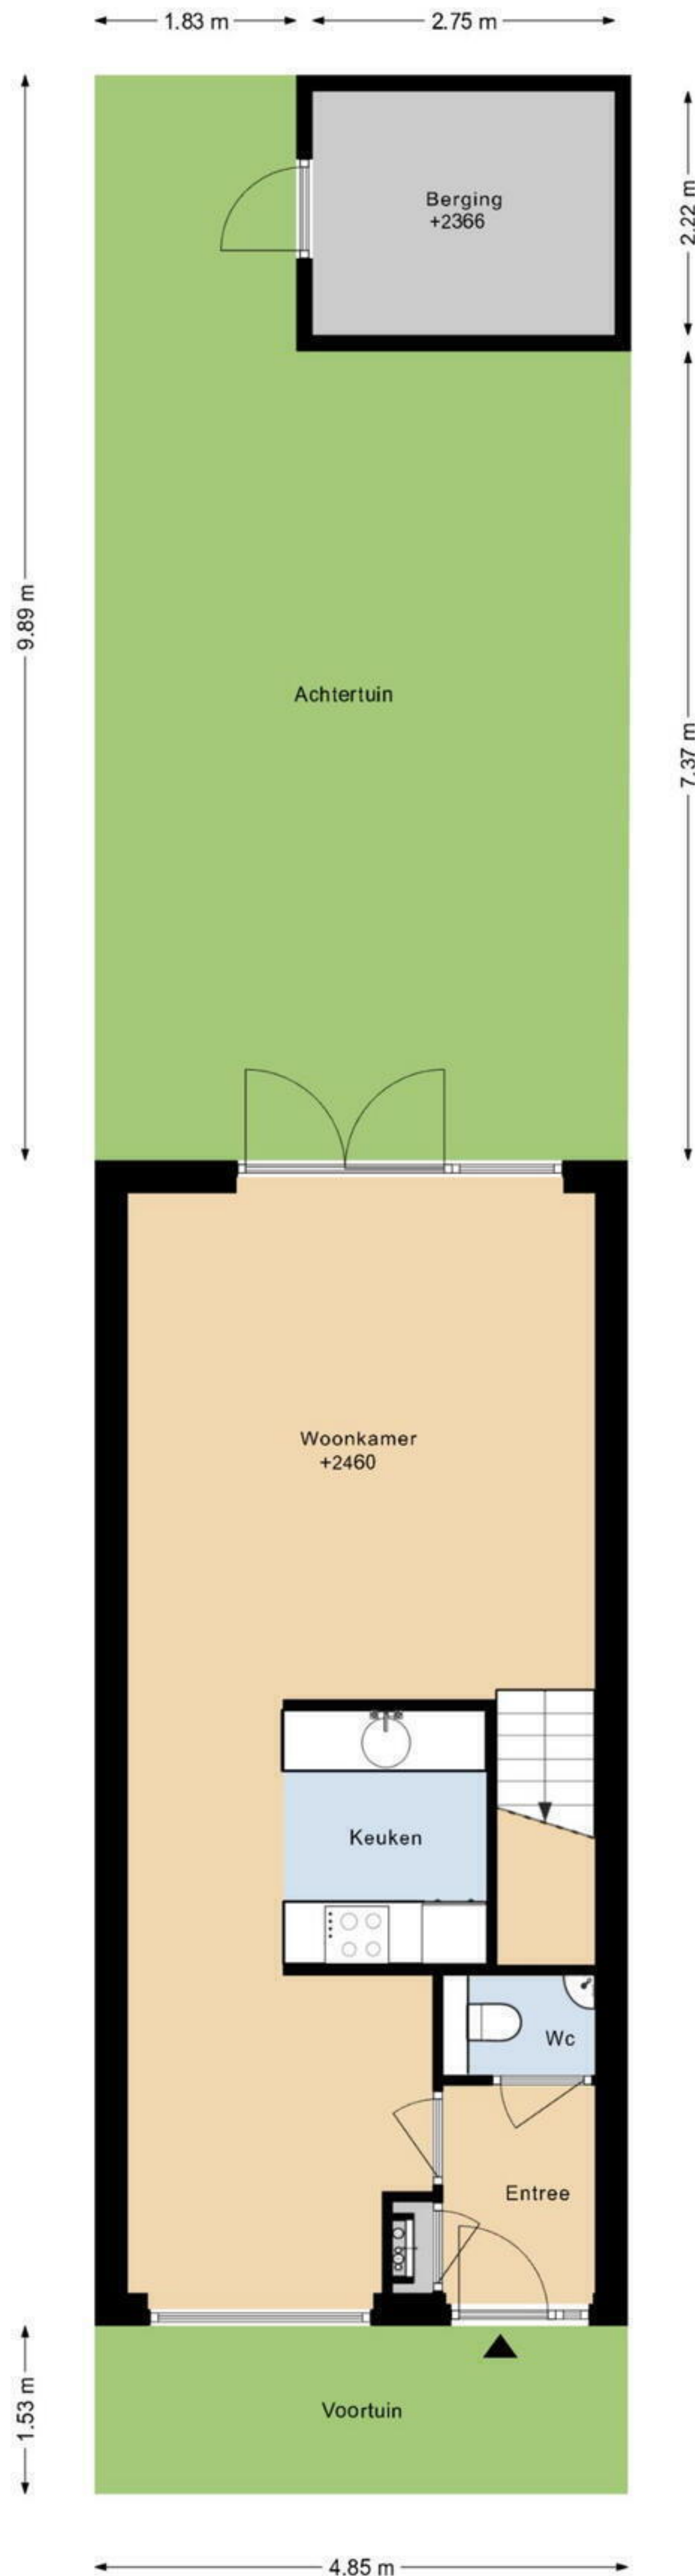 1.83 m
2.75 m
Berging
+2366
2.22 m
9.89 m
Achtertuin
7.37 m
Woonkamer
+2460
Keuken
Wc
Entree
1.53 m
Voortuin
4.85 m